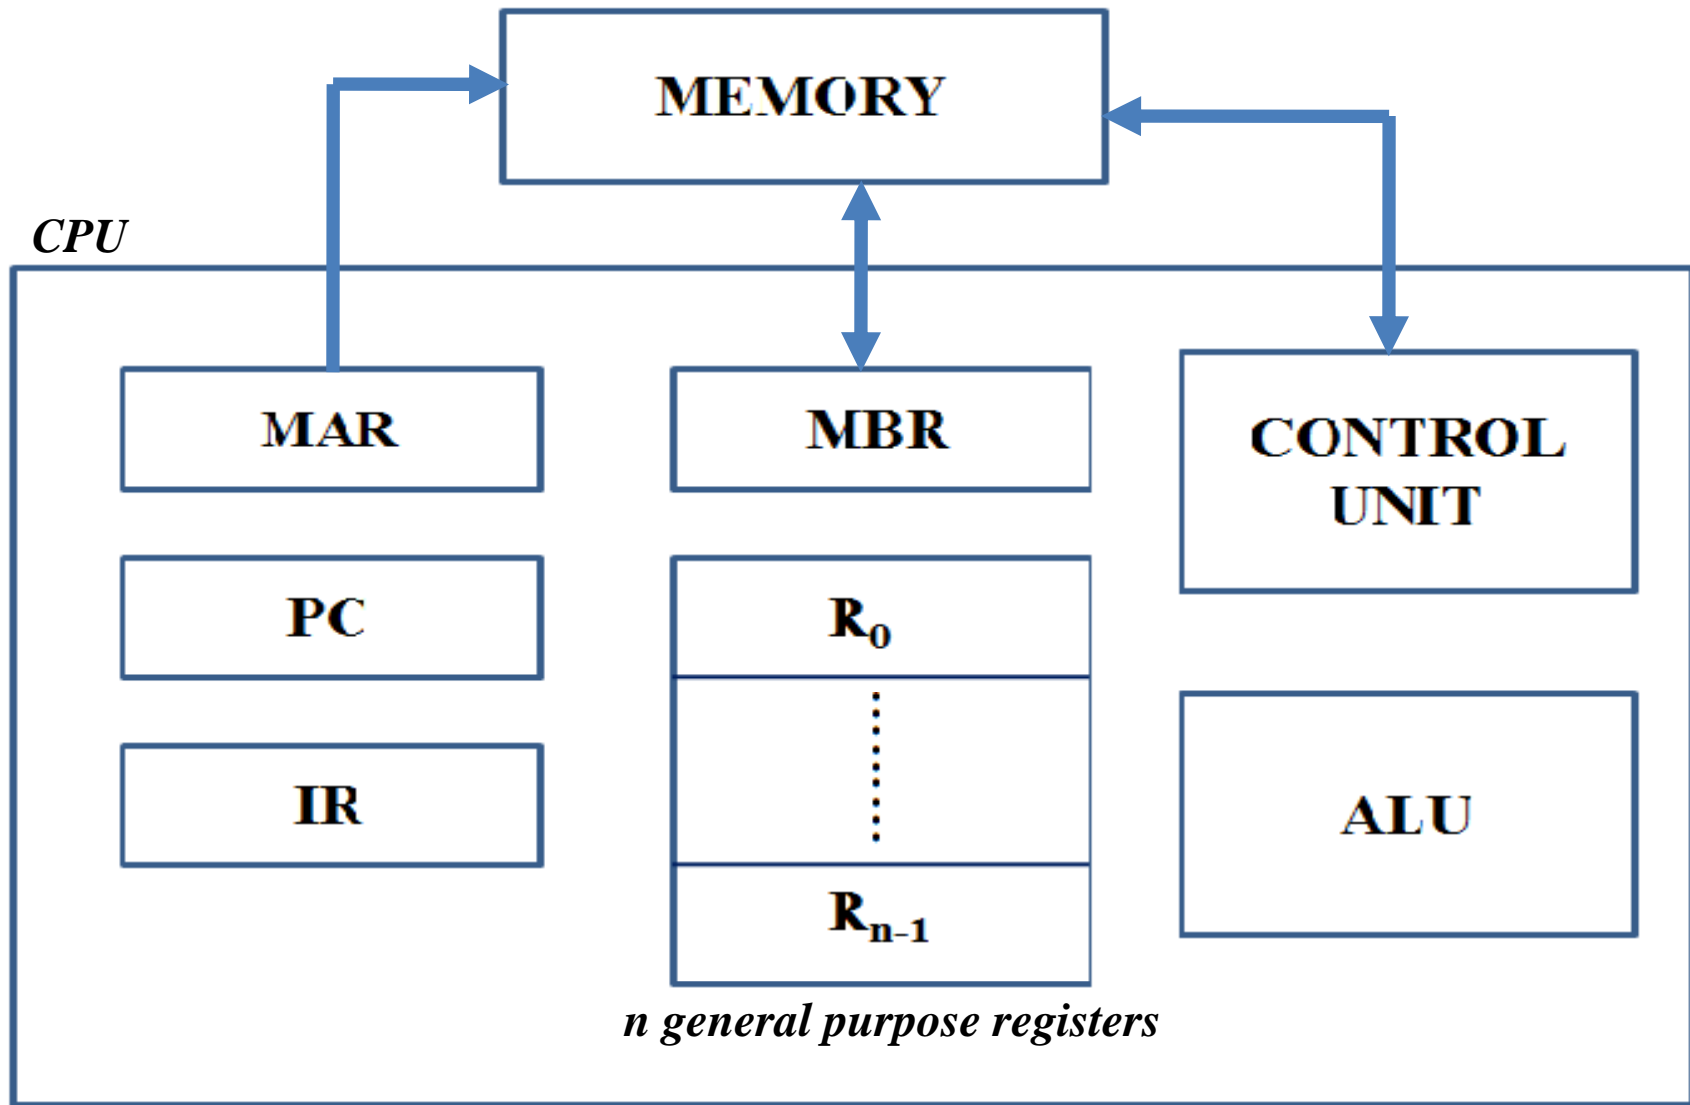 MEMORY
CPU
MAR
MBR
CONTROL
UNIT
PC
R₀
IR
ALU
Rₙ₋₁
n general purpose registers